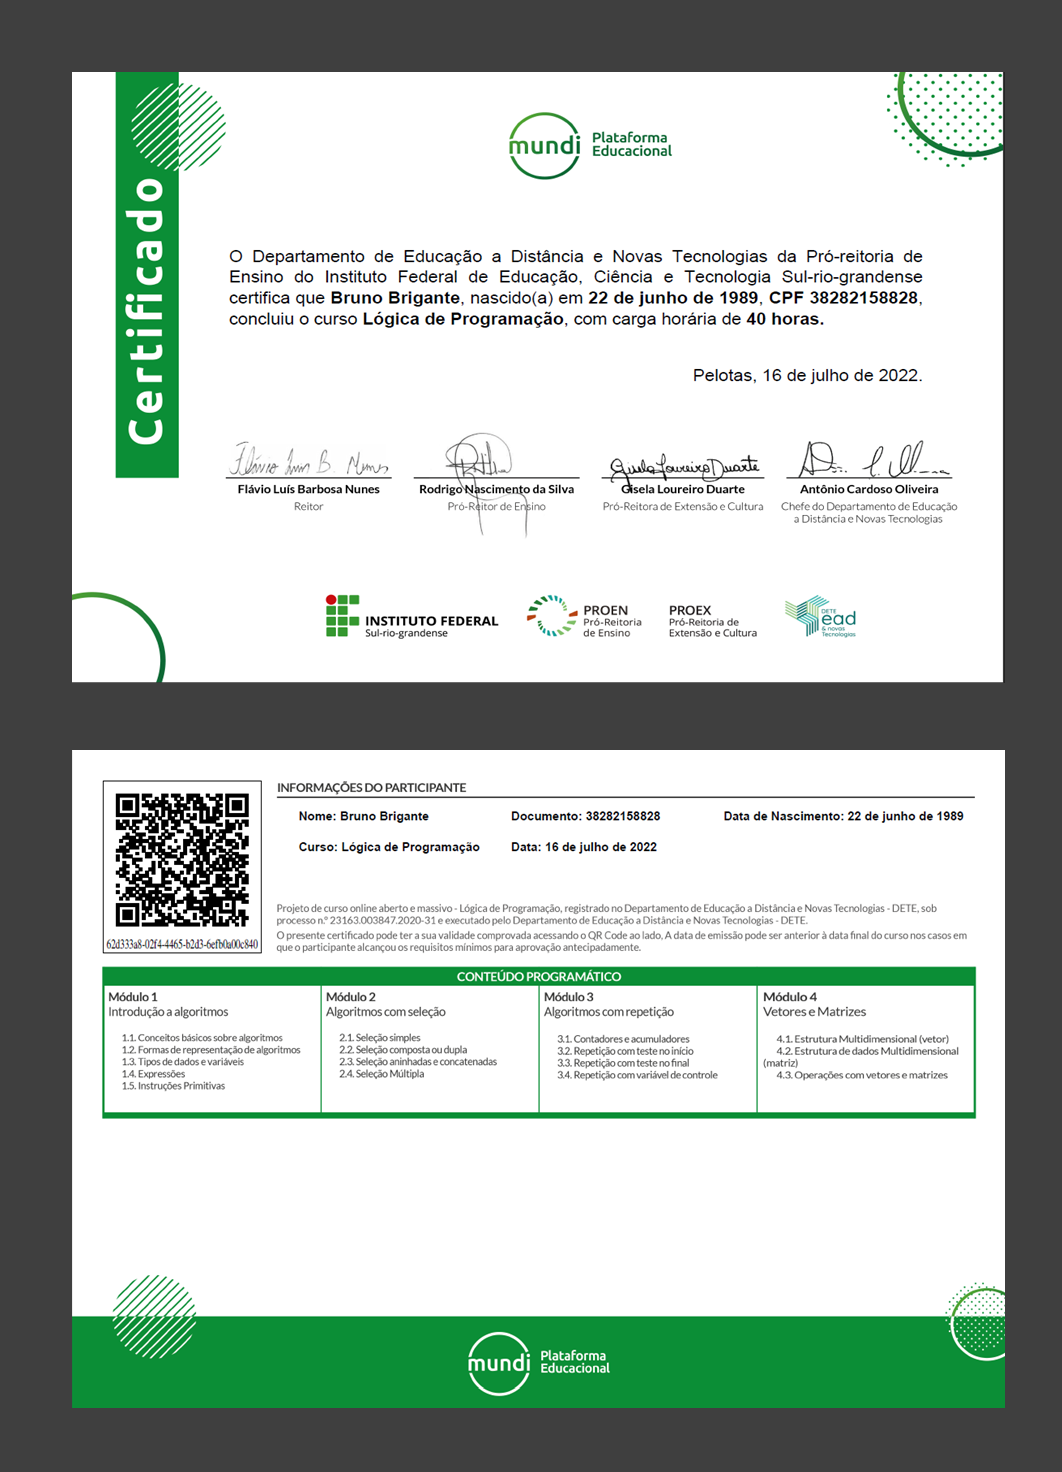 Certificado
mundi Plataforma
Educacional
O Departamento de Educação a Distância e Novas Tecnologias da Pró-reitoria de
Ensino do Instituto Federal de Educação, Ciência e Tecnologia Sul-rio-grandense
certifica que Bruno Brigante, nascido(a) em 22 de junho de 1989, CPF 38282158828,
concluiu o curso Lógica de Programação, com carga horária de 40 horas.
Pelotas, 16 de julho de 2022.
Flávio Luís Barbosa Nunes
Reitor
Rodrigo Nascimento da Silva
Pró-Reitor de Ensino
Gisela Loureiro Duarte
Gisela Loureiro Duarte
Pró-Reitora de Extensão e Cultura
Antônio Cardoso Oliveira
Chefe do Departamento de Educação
a Distância e Novas Tecnologias
INSTITUTO FEDERAL
Sul-rio-grandense
PROEN
Pró-Reitoria
de Ensino
PROEX
Pró-Reitoria de
Extensão e Cultura
DETE
ead
& novas
Tecnologias
62d333a8-02f4-4465-b2d3-6efb0a00c840
INFORMAÇÕES DO PARTICIPANTE
Nome: Bruno Brigante
Documento: 38282158828
Data de Nascimento: 22 de junho de 1989
Curso: Lógica de Programação
Data: 16 de julho de 2022
Projeto de curso online aberto e massivo - Lógica de Programação, registrado no Departamento de Educação a Distância e Novas Tecnologias - DETE, sob
processo n.º 23163.003847.2020-31 e executado pelo Departamento de Educação a Distância e Novas Tecnologias - DETE.
O presente certificado pode ter a sua validade comprovada acessando o QR Code ao lado, A data de emissão pode ser anterior à data final do curso nos casos em
que o participante alcançou os requisitos mínimos para aprovação antecipadamente.
CONTEÚDO PROGRAMÁTICO
Módulo 1
Introdução a algoritmos
1.1. Conceitos básicos sobre algoritmos
1.2. Formas de representação de algoritmos
1.3. Tipos de dados e variáveis
1.4. Expressões
1.5. Instruções Primitivas
Módulo 2
Algoritmos com seleção
2.1. Seleção simples
2.2. Seleção composta ou dupla
2.3. Seleção aninhadas e concatenadas
2.4. Seleção Múltipla
Módulo 3
Algoritmos com repetição
3.1. Contadores e acumuladores
3.2. Repetição com teste no início
3.3. Repetição com teste no final
3.4. Repetição com variável de controle
Módulo 4
Vetores e Matrizes
4.1. Estrutura Multidimensional (vetor)
4.2. Estrutura de dados Multidimensional
(matriz)
4.3. Operações com vetores e matrizes
mundi Plataforma
Educacional